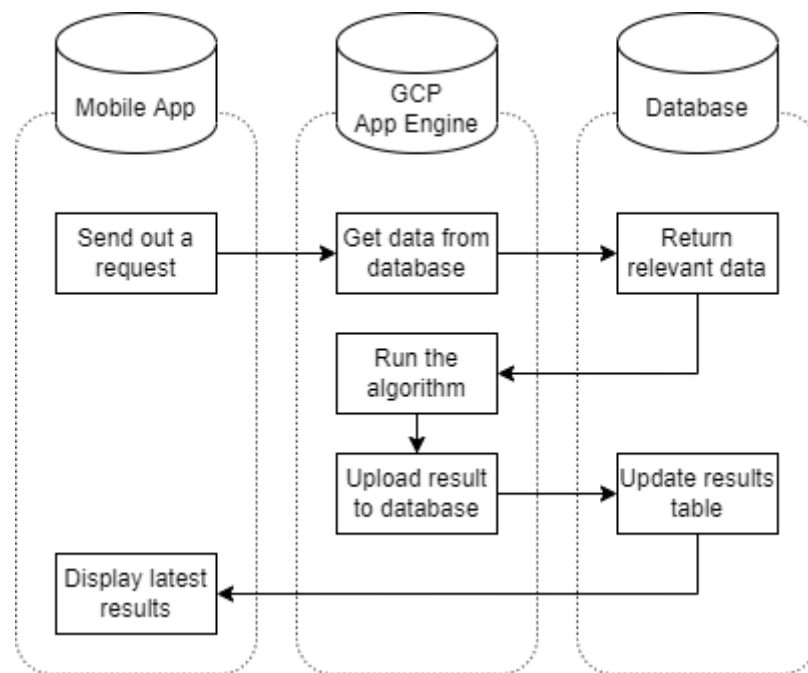 Mobile App
GCP
App Engine
Database
Send out a
request
Get data from
database
Return
relevant data
Run the
algorithm
Upload result
to database
Update results
table
Display latest
results